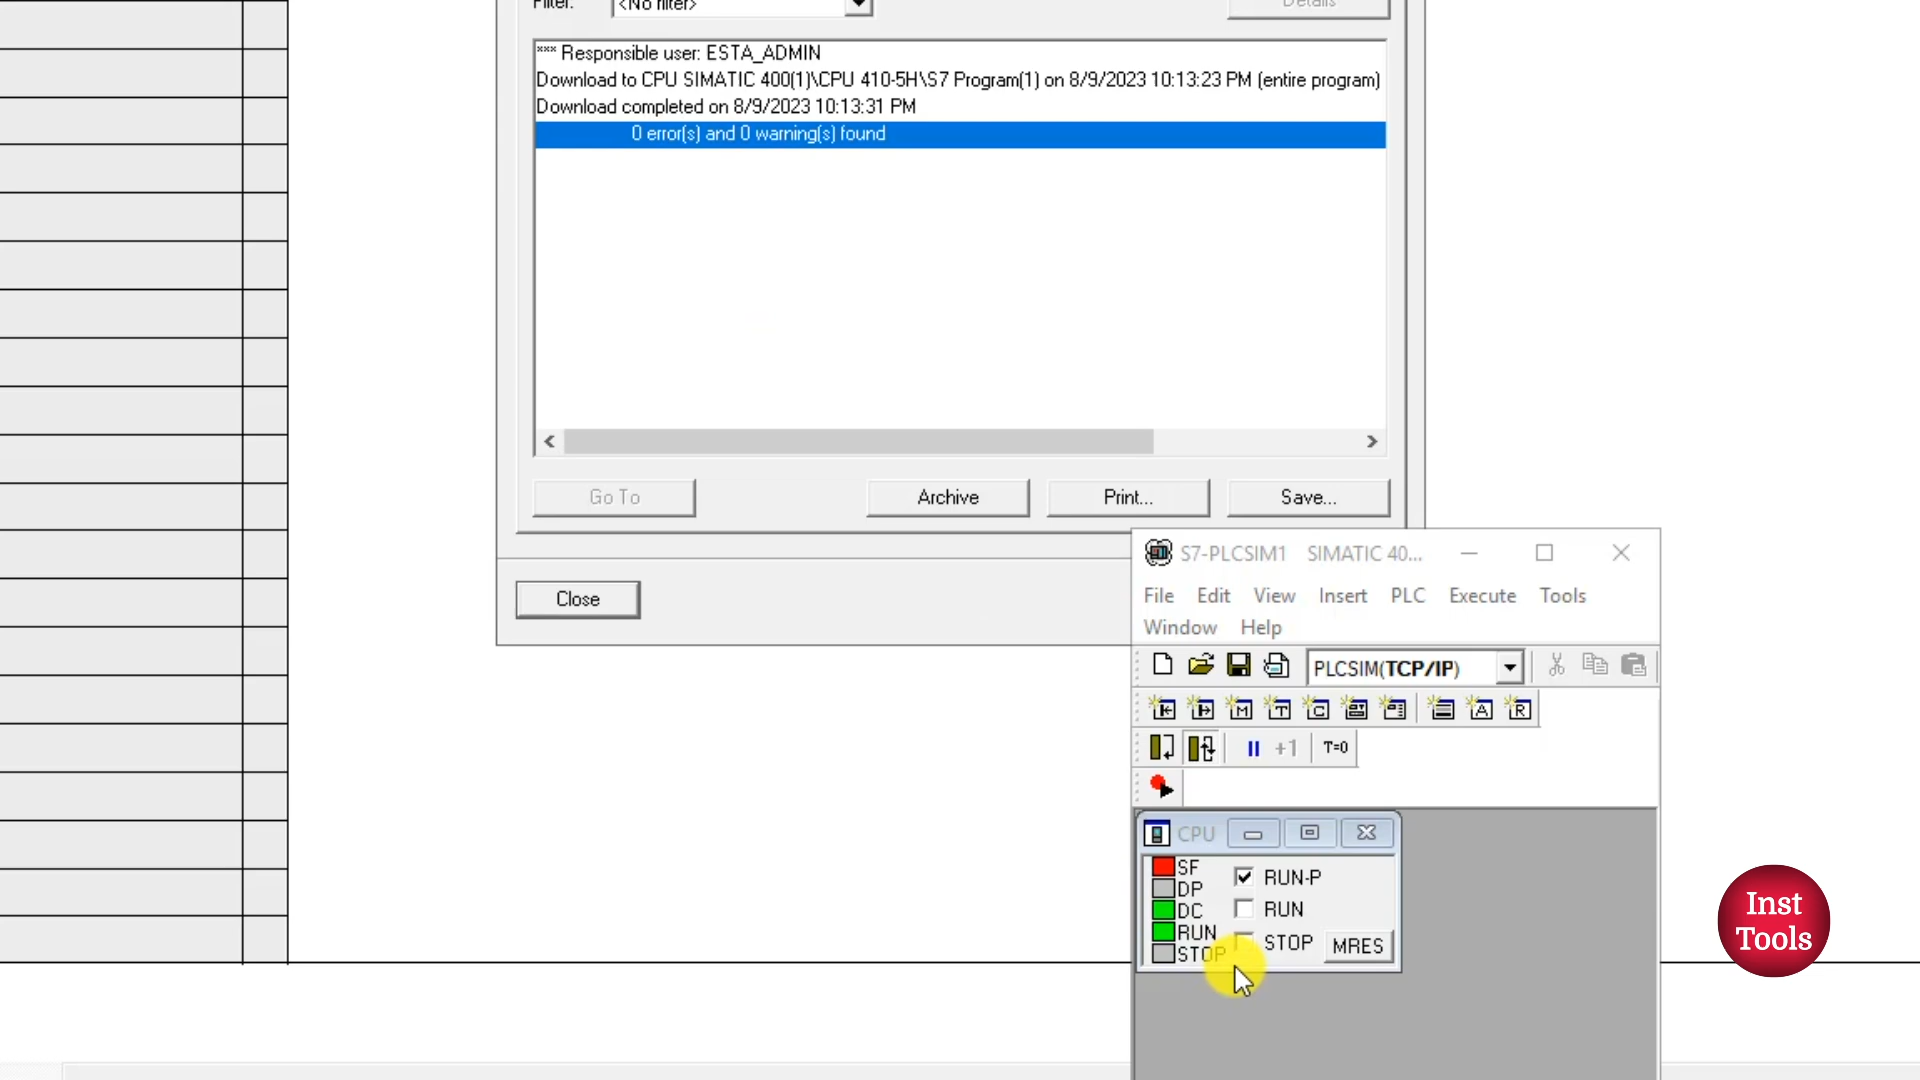 Filter:
<No filter>
Details
*** Responsible user: ESTA_ADMIN
Download to CPU SIMATIC 400(1)\CPU 410-5H\S7 Program(1) on 8/9/2023 10:13:23 PM (entire program)
Download completed on 8/9/2023 10:13:31 PM
0 error(s) and 0 warning(s) found
Go To
Archive
Print...
Save...
Close
S7-PLCSIM1 SIMATIC 40...
File Edit View Insert PLC Execute Tools
Window Help
PLCSIM(TCP/IP)
M T C A R
+1 T=0
CPU
SF
DP
DC
RUN
STOP
RUN-P
RUN
STOP
MRES
Inst
Tools